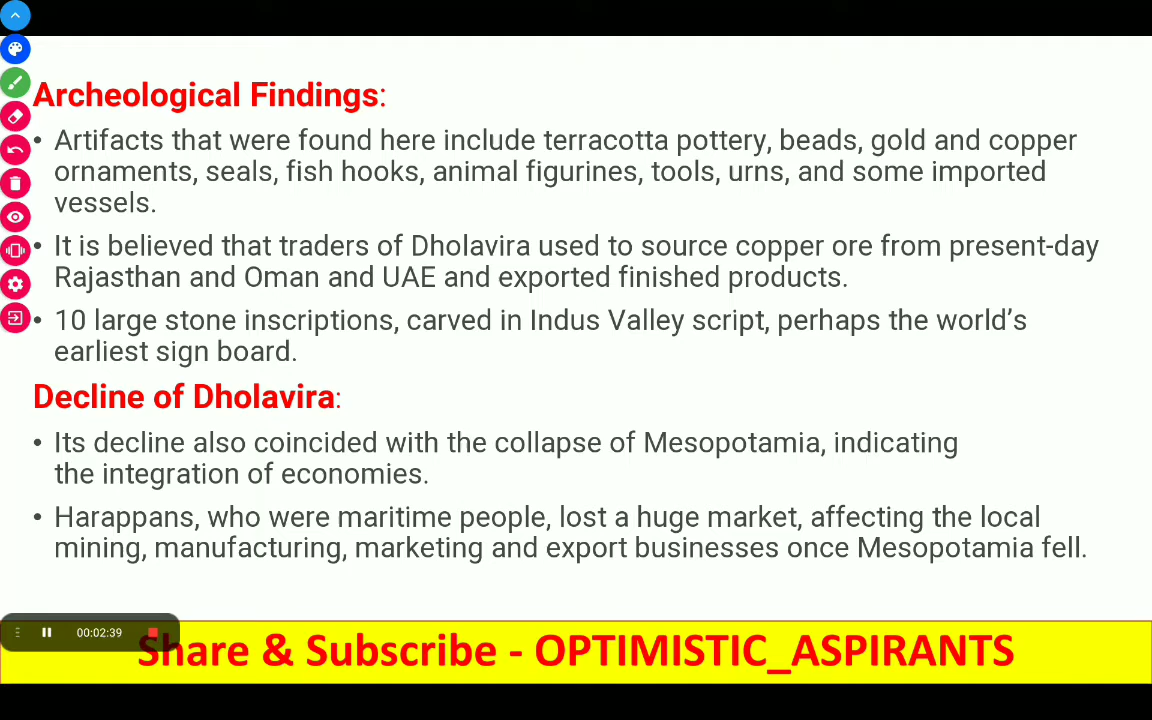 Archeological Findings:
• Artifacts that were found here include terracotta pottery, beads, gold and copper
ornaments, seals, fish hooks, animal figurines, tools, urns, and some imported
vessels.
• It is believed that traders of Dholavira used to source copper ore from present-day
Rajasthan and Oman and UAE and exported finished products.
• 10 large stone inscriptions, carved in Indus Valley script, perhaps the world’s
earliest sign board.
Decline of Dholavira:
• Its decline also coincided with the collapse of Mesopotamia, indicating
the integration of economies.
• Harappans, who were maritime people, lost a huge market, affecting the local
mining, manufacturing, marketing and export businesses once Mesopotamia fell.
00:02:39
Share & Subscribe - OPTIMISTIC_ASPIRANTS